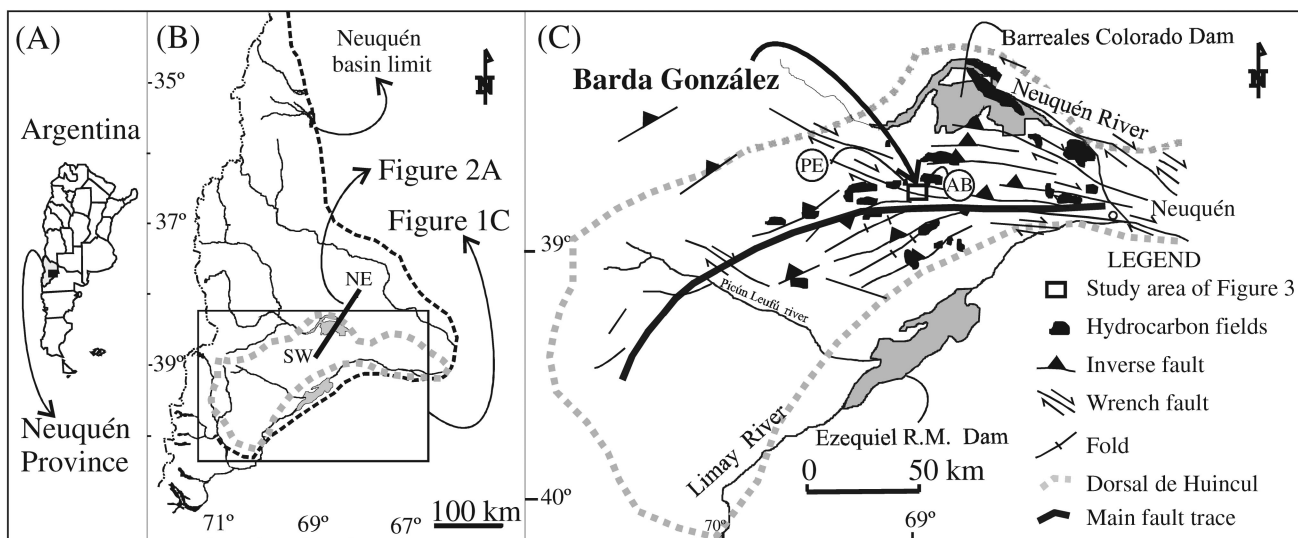 (A)
Argentina
Neuquén
Province
(B)
Neuquén
basin limit
N
35º
Figure 2A
37º
Figure 1C
NE
SW
39º
71º
69º
67º
100 km
(C)
Barreales Colorado Dam
Barda González
N
Neuquén River
PE
AB
Neuquén
39º
Picún Leufú river
LEGEND
Study area of Figure 3
Hydrocarbon fields
Inverse fault
Wrench fault
Fold
Dorsal de Huincul
Main fault trace
Limay River
Ezequiel R.M. Dam
0
50 km
40º
70º
69º